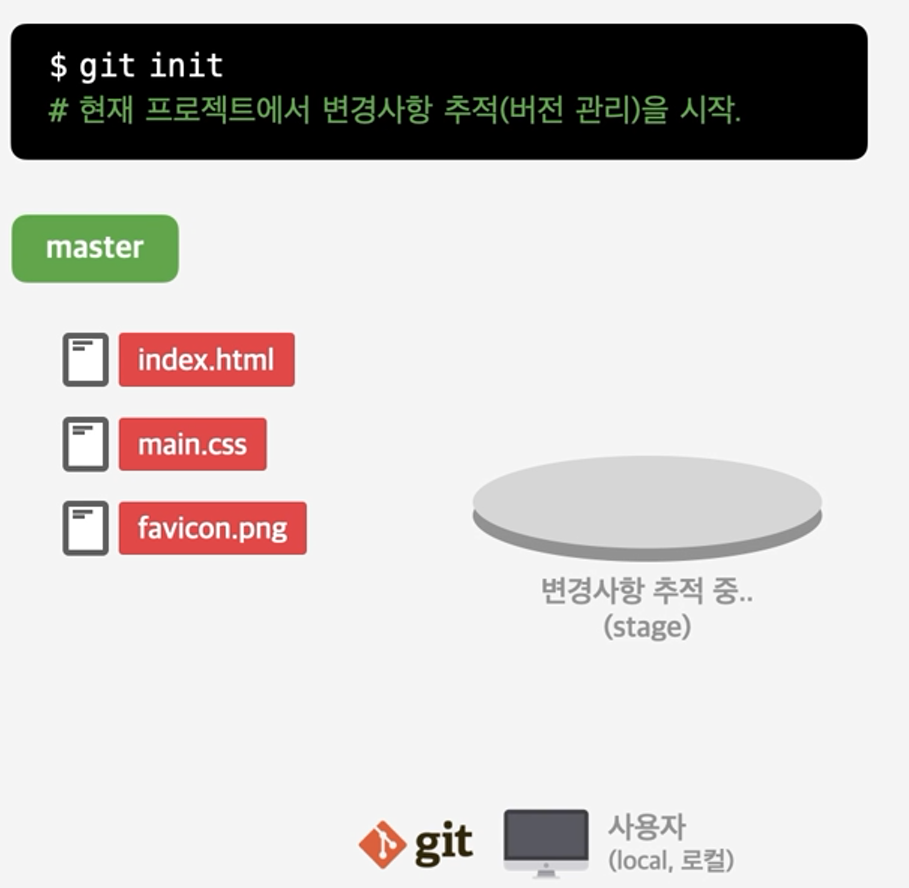 $ git init
# 현재 프로젝트에서 변경사항 추적(버전 관리)을 시작.
master
index.html
main.css
favicon.png
변경사항 추적 중..
(stage)
git
사용자
(local, 로컬)